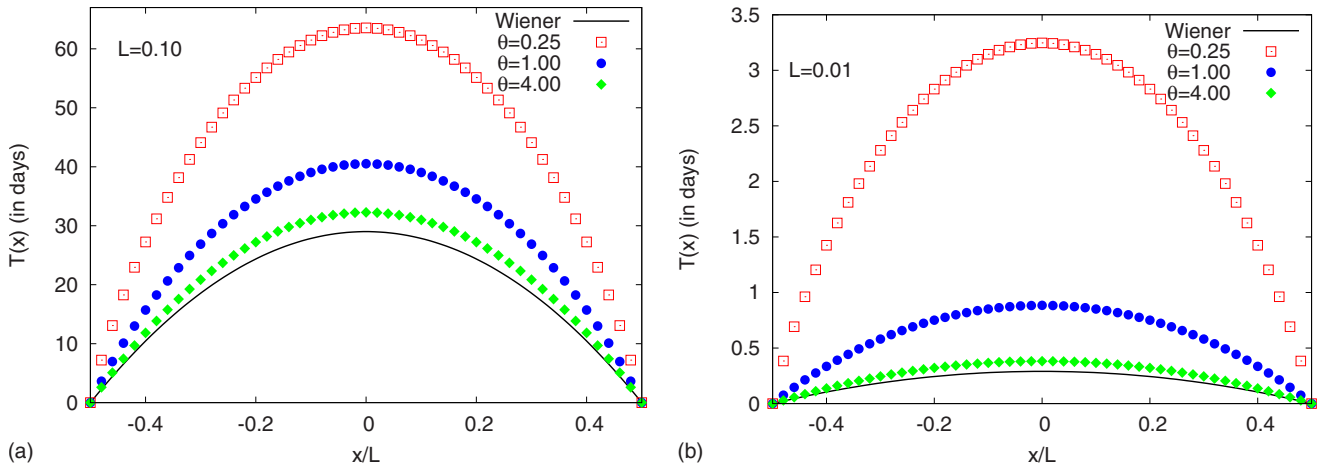 Wiener
θ=0.25
θ=1.00
θ=4.00
L=0.10
60
50
40
30
20
10
0
T(x) (in days)
-0.4
-0.2
0
0.2
0.4
x/L
(a)
Wiener
θ=0.25
θ=1.00
θ=4.00
L=0.01
3.5
3
2.5
2
1.5
1
0.5
0
T(x) (in days)
-0.4
-0.2
0
0.2
0.4
x/L
(b)